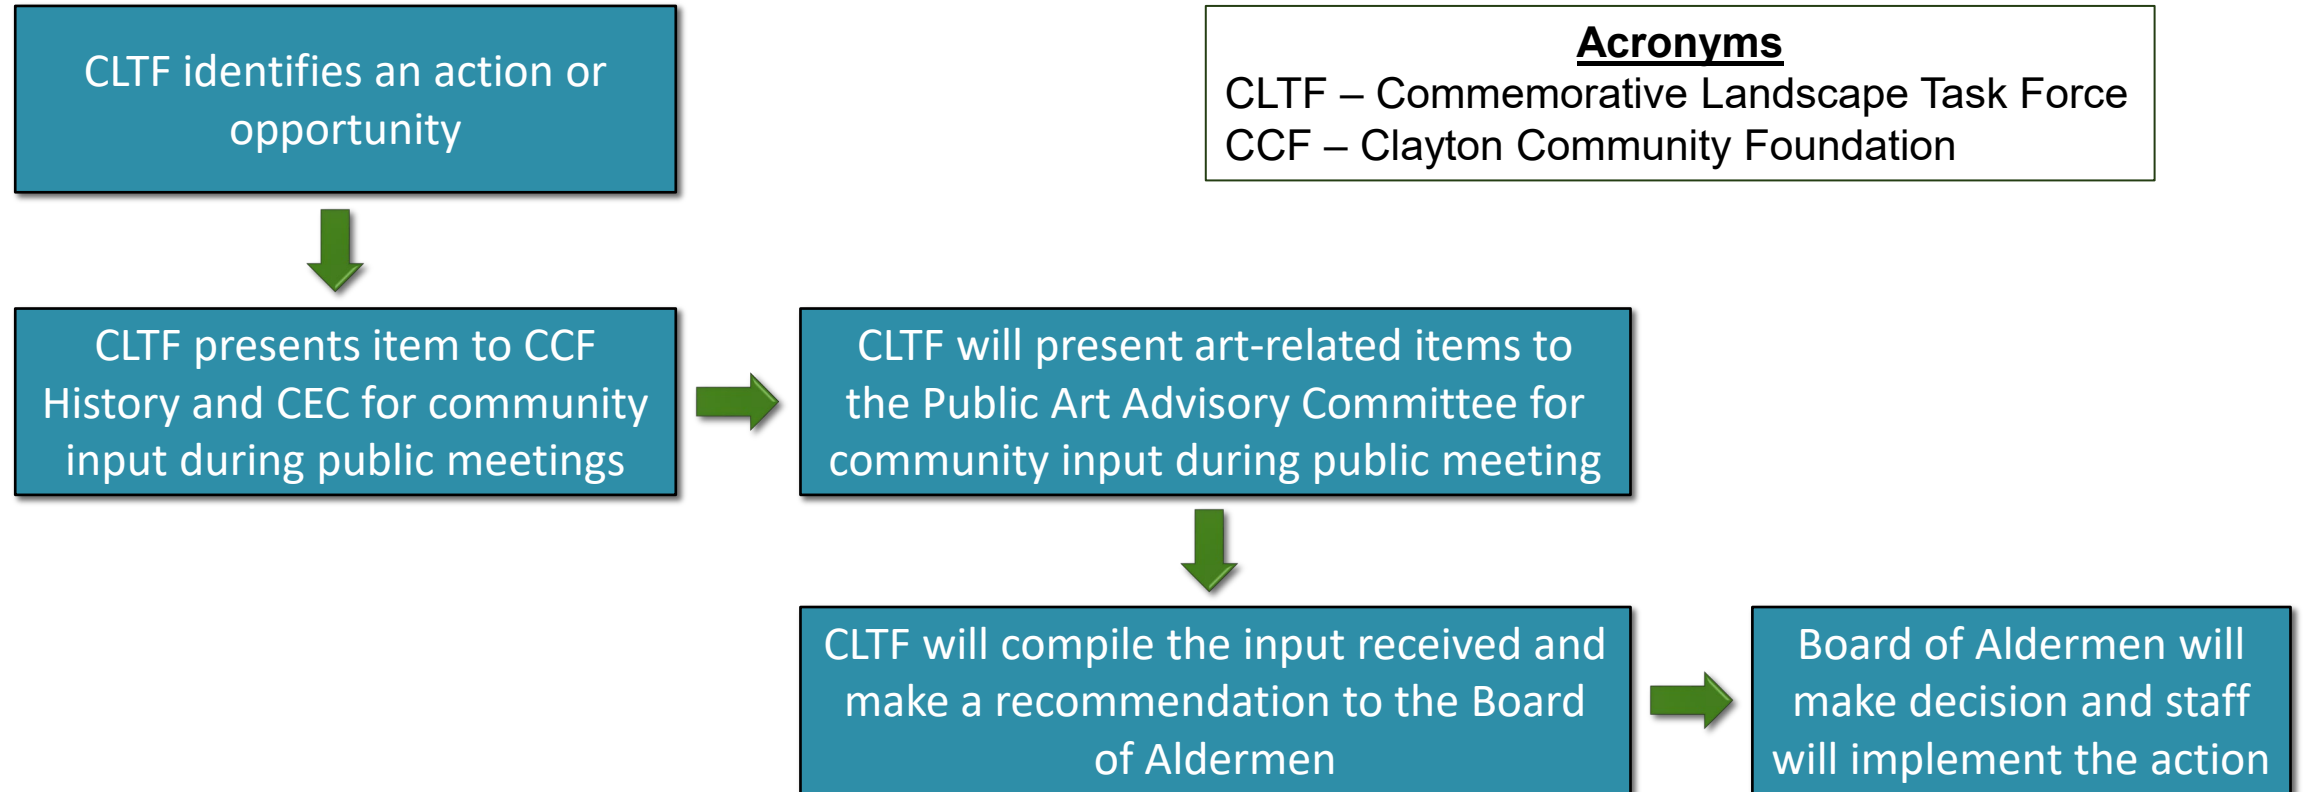 CLTF identifies an action or
opportunity
Acronyms
CLTF – Commemorative Landscape Task Force
CCF – Clayton Community Foundation
CLTF presents item to CCF
History and CEC for community
input during public meetings
CLTF will present art-related items to
the Public Art Advisory Committee for
community input during public meeting
CLTF will compile the input received and
make a recommendation to the Board
of Aldermen
Board of Aldermen will
make decision and staff
will implement the action